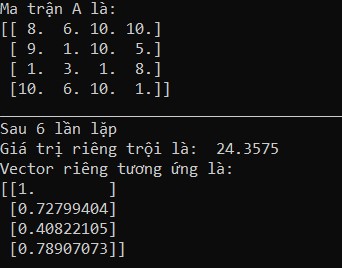 Ma trận A là:
[[ 8.  6. 10. 10.]
 [ 9.  1. 10.  5.]
 [ 1.  3.  1.  8.]
 [10.  6. 10.  1.]]
Sau 6 lần lặp
Giá trị riêng trội là:  24.3575
Vector riêng tương ứng là:
[[1.        ]
 [0.72799404]
 [0.40822105]
 [0.78907073]]